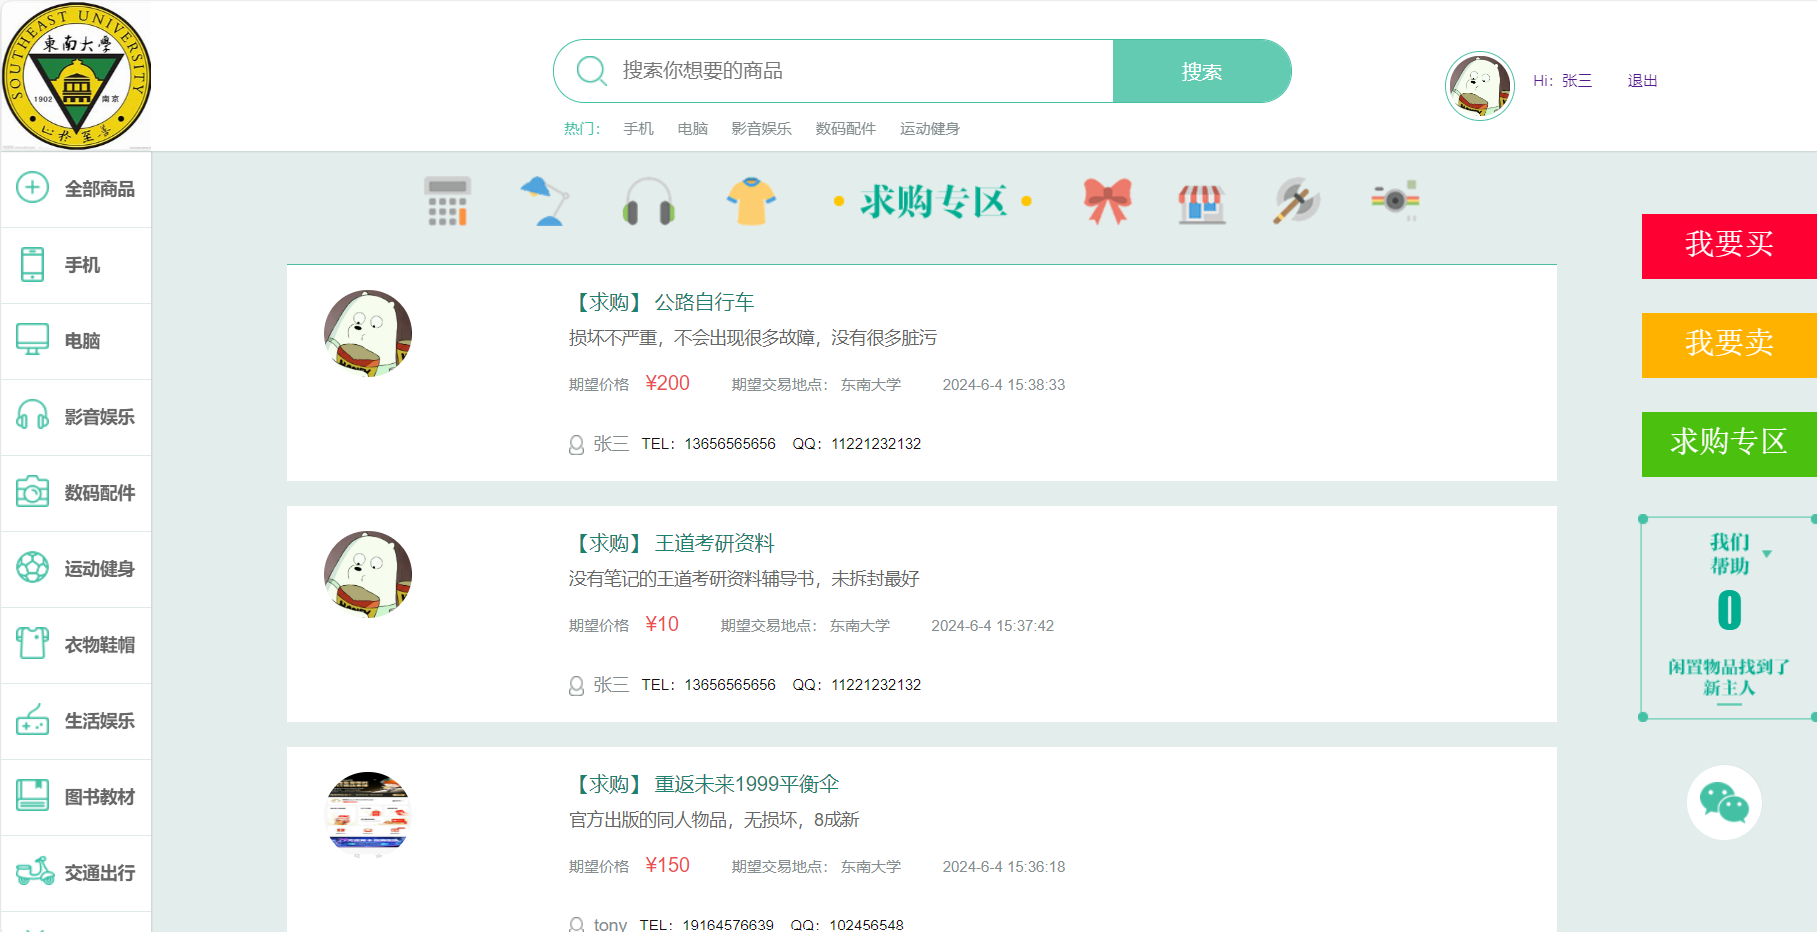 SOUTHEAST UNIVERSITY
東南大學
1902 南京
止於至善
搜索你想要的商品
搜索
Hi：张三
退出
热门： 手机 电脑 影音娱乐 数码配件 运动健身
全部商品
手机
电脑
影音娱乐
数码配件
运动健身
衣物鞋帽
生活娱乐
图书教材
交通出行
求购专区
【求购】 公路自行车
损坏不严重，不会出现很多故障，没有很多脏污
期望价格 ¥200 期望交易地点： 东南大学 2024-6-4 15:38:33
张三 TEL：13656565656 QQ：11221232132
【求购】 王道考研资料
没有笔记的王道考研资料辅导书，未拆封最好
期望价格 ¥10 期望交易地点： 东南大学 2024-6-4 15:37:42
张三 TEL：13656565656 QQ：11221232132
【求购】 重返未来1999平衡伞
官方出版的同人物品，无损坏，8成新
期望价格 ¥150 期望交易地点： 东南大学 2024-6-4 15:36:18
tony TEL：19164576639 QQ：102456548
我要买
我要卖
求购专区
我们
帮助
0
闲置物品找到了
新主人